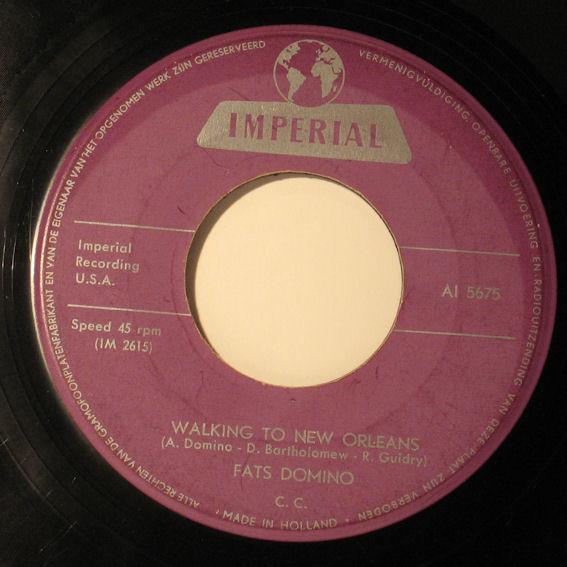 ALLE RECHTEN VAN DE GRAMOFOONPLATENFABRIKANT EN VAN DE EIGENAAR VAN 'HET OPGENOMEN WERK ZIJN GERESERVEERD
VERMENIGVULDIGING, OPENBARE UITVOERING EN RADIOUITZENDING VAN DEZE PLAAT ZIJN VERBODEN
IMPERIAL
Imperial
Recording
U.S.A.
AI 5675
Speed 45 rpm
(IM 2615)
WALKING TO NEW ORLEANS
(A. Domino - D. Bartholomew - R. Guidry)
FATS DOMINO
C. C.
• MADE IN HOLLAND •